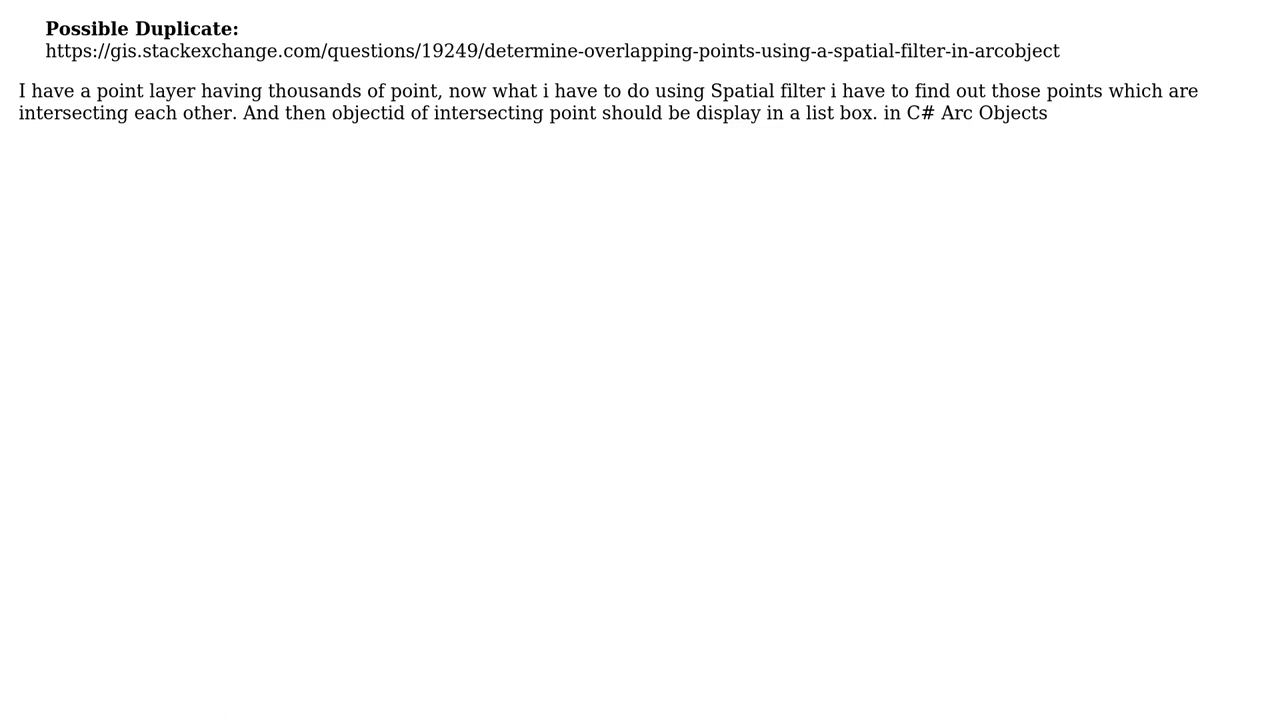 Possible Duplicate:
https://gis.stackexchange.com/questions/19249/determine-overlapping-points-using-a-spatial-filter-in-arcobject
I have a point layer having thousands of point, now what i have to do using Spatial filter i have to find out those points which are
intersecting each other. And then objectid of intersecting point should be display in a list box. in C# Arc Objects